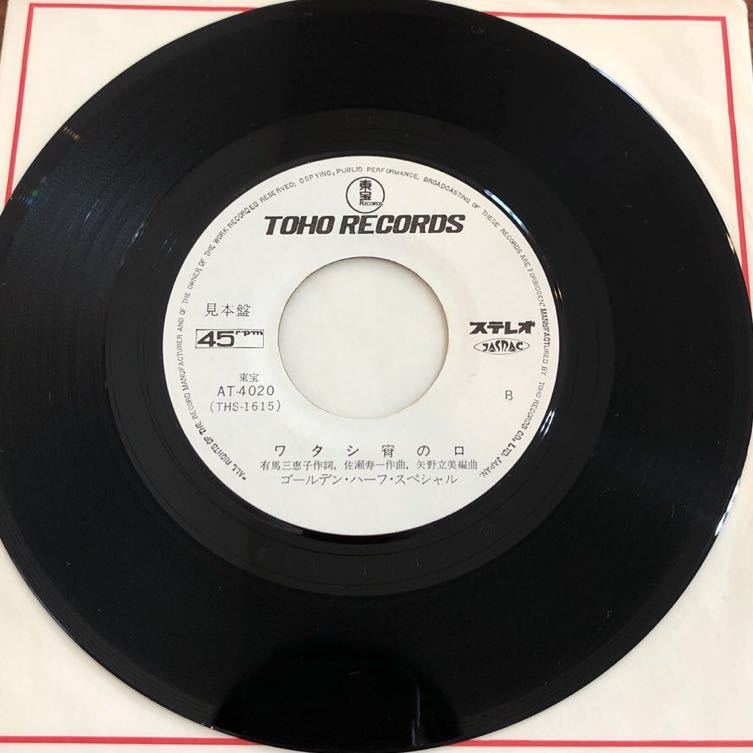 "ALL RIGHTS OF THE RECORD MANUFACTURER AND OF THE OWNER OF THE WORK RECORDED RESERVED; COPYING, PUBLIC PERFORMANCE, BROADCASTING OF THESE RECORDS ARE FORBIDDEN." MANUFACTURED BY TOHO RECORDS CO., LTD. JAPAN.
東宝
RECORDS
TOHO RECORDS
見本盤
45rpm
ステレオ
JASRAC
東宝
AT-4020
(THS-1615)
B
ワタシ宵の口
有馬三恵子作詞, 佐瀬寿一作曲, 矢野立美編曲
ゴールデン・ハーフ・スペシャル